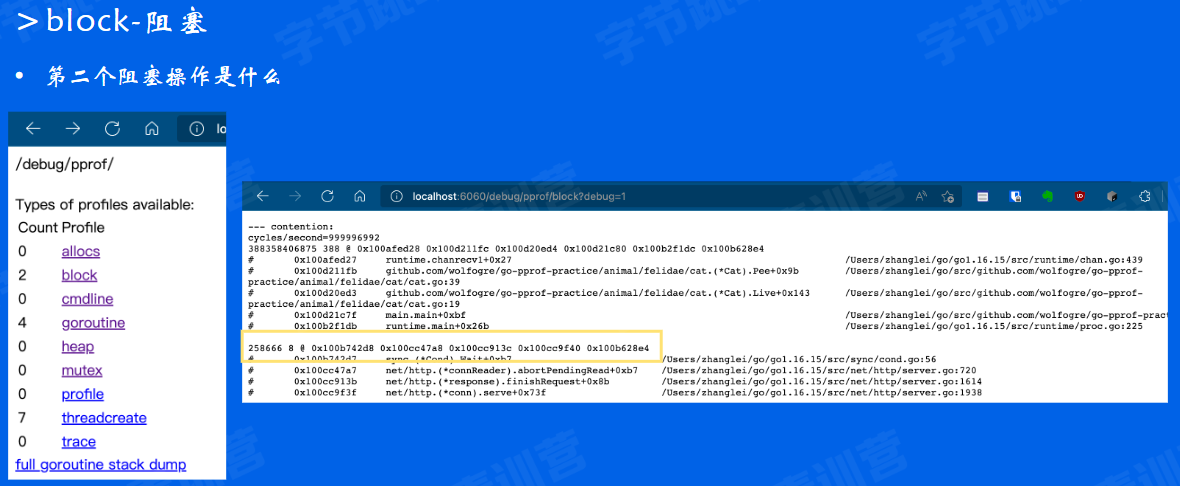 >block-阻塞
• 第二个阻塞操作是什么
/debug/pprof/
Types of profiles available:
Count Profile
0 allocs
2 block
0 cmdline
4 goroutine
0 heap
0 mutex
0 profile
7 threadcreate
0 trace
full goroutine stack dump
localhost:6060/debug/pprof/block?debug=1
--- contention:
cycles/second=999996992
388358406875 388 @ 0x100afed28 0x100d211fc 0x100d20ed4 0x100d21c80 0x100b2f1dc 0x100b628e4
# 0x100afed27 runtime.chanrecv1+0x27 /Users/zhanglei/go/go1.16.15/src/runtime/chan.go:439
# 0x100d211fb github.com/wolfogre/go-pprof-practice/animal/felidae/cat.(*Cat).Pee+0x9b /Users/zhanglei/go/src/github.com/wolfogre/go-pprof-
practice/animal/felidae/cat/cat.go:39
# 0x100d20ed3 github.com/wolfogre/go-pprof-practice/animal/felidae/cat.(*Cat).Live+0x143 /Users/zhanglei/go/src/github.com/wolfogre/go-pprof-
practice/animal/felidae/cat/cat.go:19
# 0x100d21c7f main.main+0xbf /Users/zhanglei/go/src/github.com/wolfogre/go-pprof-pract
# 0x100b2f1db runtime.main+0x26b /Users/zhanglei/go/go1.16.15/src/runtime/proc.go:225
258666 8 @ 0x100b742d8 0x100cc47a8 0x100cc913c 0x100cc9f40 0x100b628e4
# 0x100b742d7 sync.(*Cond).Wait+0xb7 /Users/zhanglei/go/go1.16.15/src/sync/cond.go:56
# 0x100cc47a7 net/http.(*connReader).abortPendingRead+0xb7 /Users/zhanglei/go/go1.16.15/src/net/http/server.go:720
# 0x100cc913b net/http.(*response).finishRequest+0x8b /Users/zhanglei/go/go1.16.15/src/net/http/server.go:1614
# 0x100cc9f3f net/http.(*conn).serve+0x73f /Users/zhanglei/go/go1.16.15/src/net/http/server.go:1938